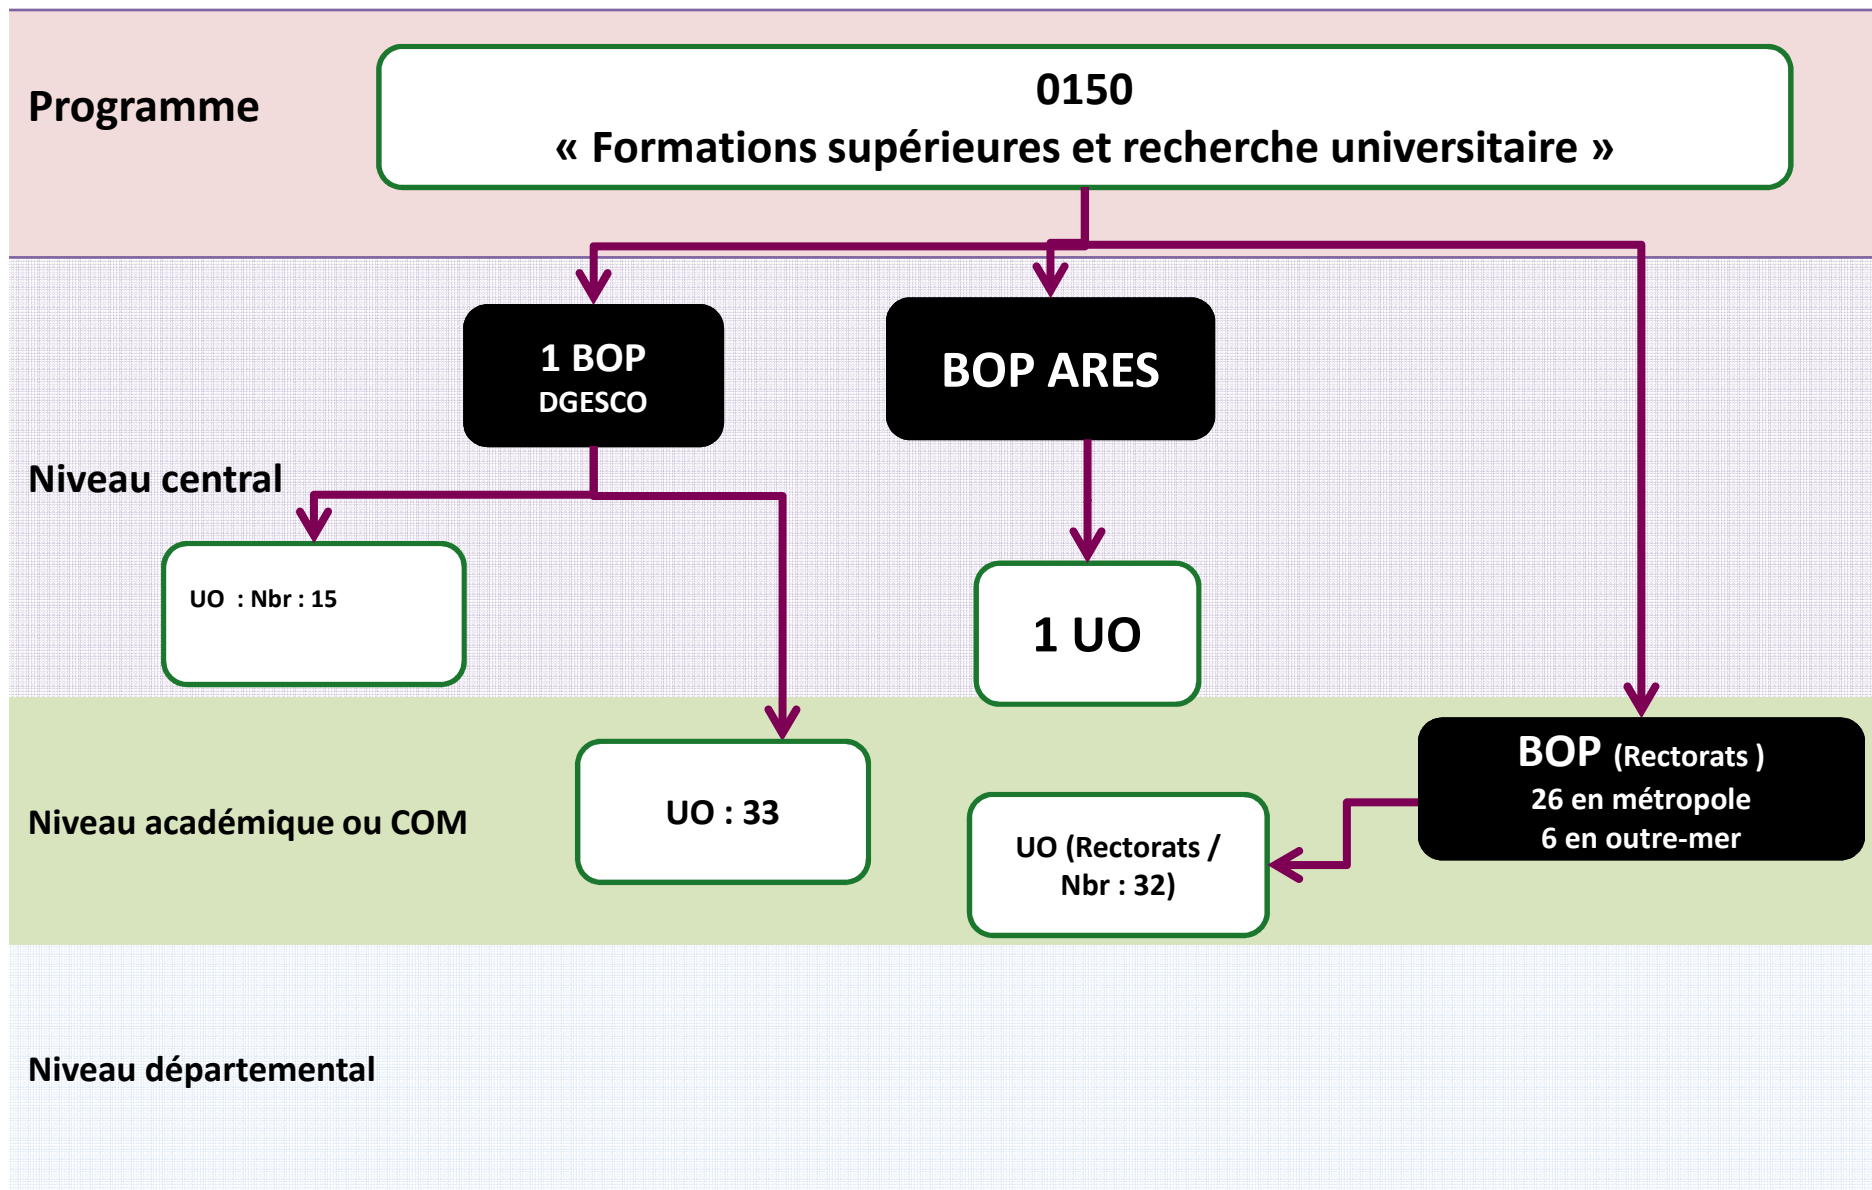 Programme
0150
« Formations supérieures et recherche universitaire »
1 BOP
DGESCO
BOP ARES
Niveau central
UO : Nbr : 15
1 UO
BOP (Rectorats )
26 en métropole
6 en outre-mer
UO : 33
Niveau académique ou COM
UO (Rectorats /
Nbr : 32)
Niveau départemental